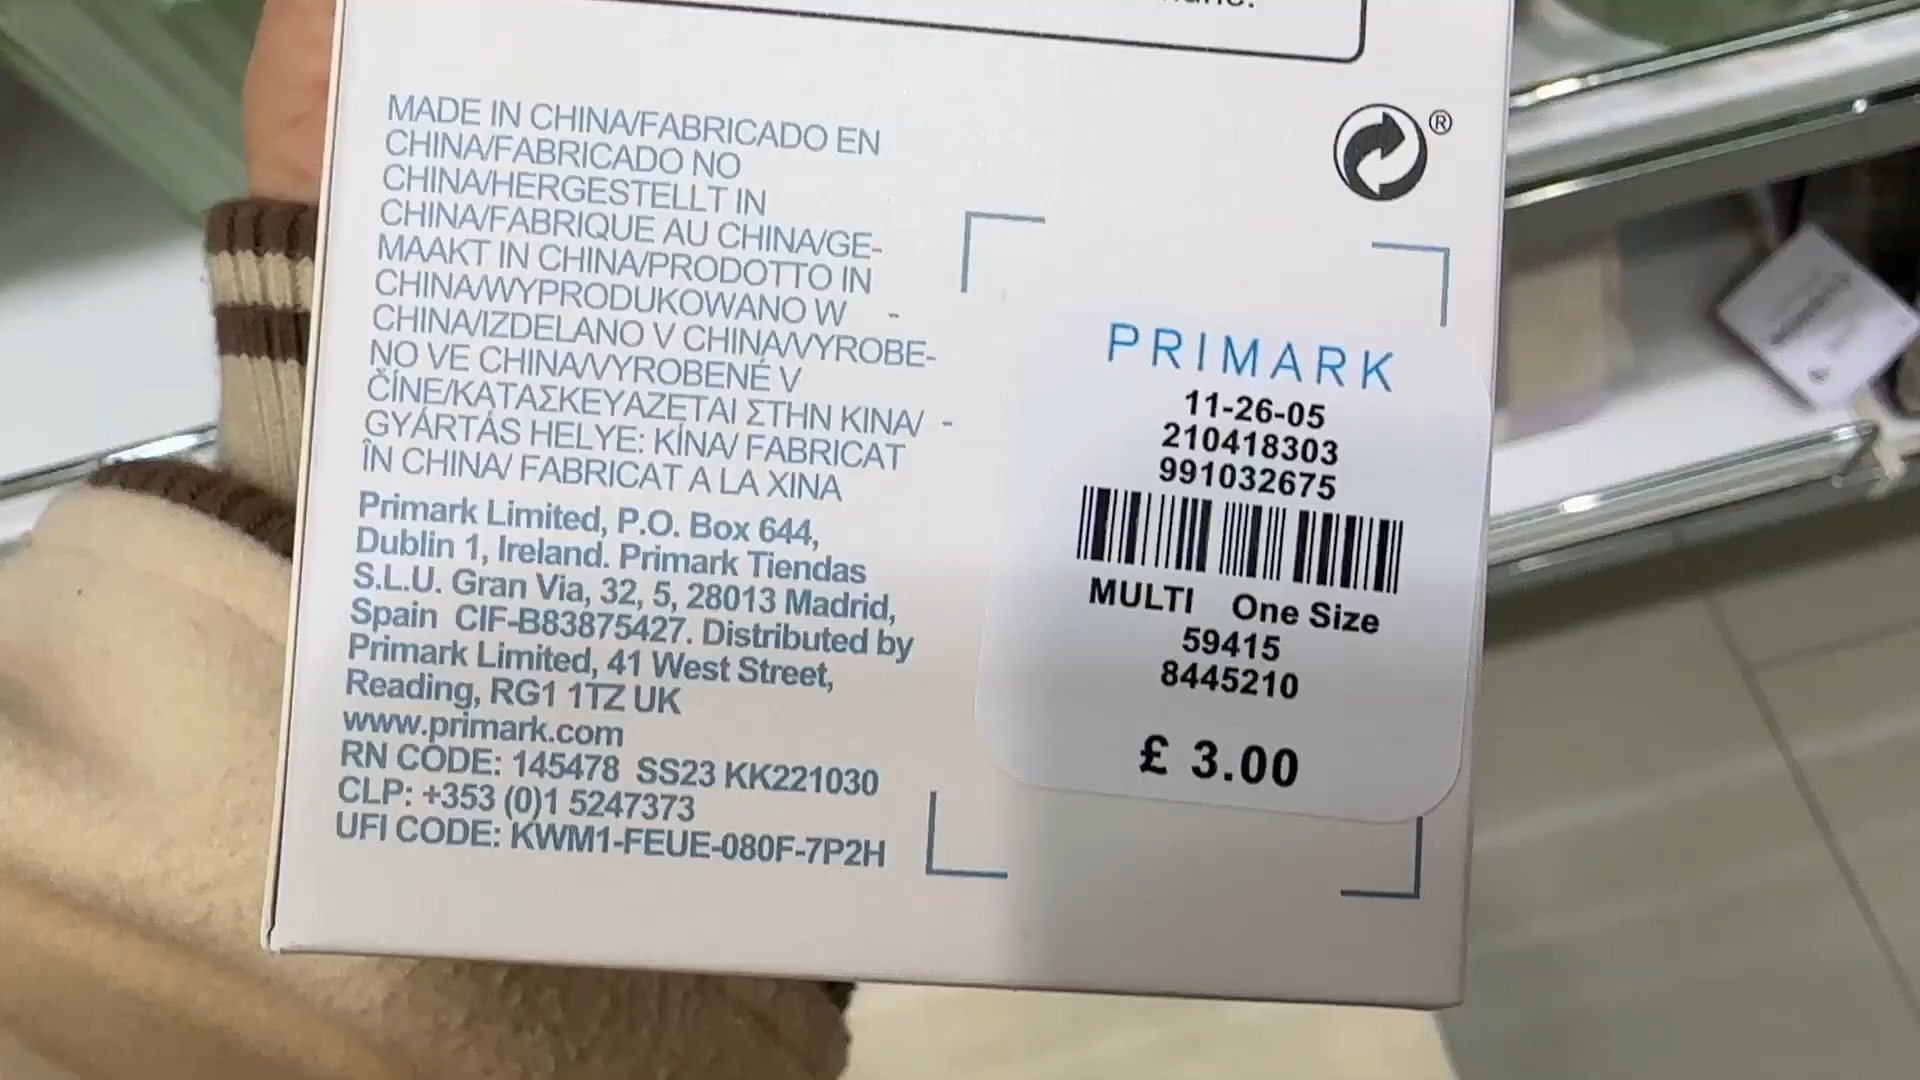 MADE IN CHINA/FABRICADO EN
CHINA/FABRICADO NO
CHINA/HERGESTELLT IN
CHINA/FABRIQUE AU CHINA/GE-
MAAKT IN CHINA/PRODOTTO IN
CHINA/WYPRODUKOWANO W -
CHINA/IZDELANO V CHINA/VYROBE-
NO VE CHINA/VYROBENÉ V
ČÍNE/ΚΑΤΑΣΚΕΥΑΖΕΤΑΙ ΣΤΗΝ ΚΙΝΑ/ -
GYÁRTÁS HELYE: KÍNA/ FABRICAT
ÎN CHINA/ FABRICAT A LA XINA
Primark Limited, P.O. Box 644,
Dublin 1, Ireland. Primark Tiendas
S.L.U. Gran Via, 32, 5, 28013 Madrid,
Spain CIF-B83875427. Distributed by
Primark Limited, 41 West Street,
Reading, RG1 1TZ UK
www.primark.com
RN CODE: 145478 SS23 KK221030
CLP: +353 (0)1 5247373
UFI CODE: KWM1-FEUE-080F-7P2H
®
PRIMARK
11-26-05
210418303
991032675
MULTI One Size
59415
8445210
£ 3.00